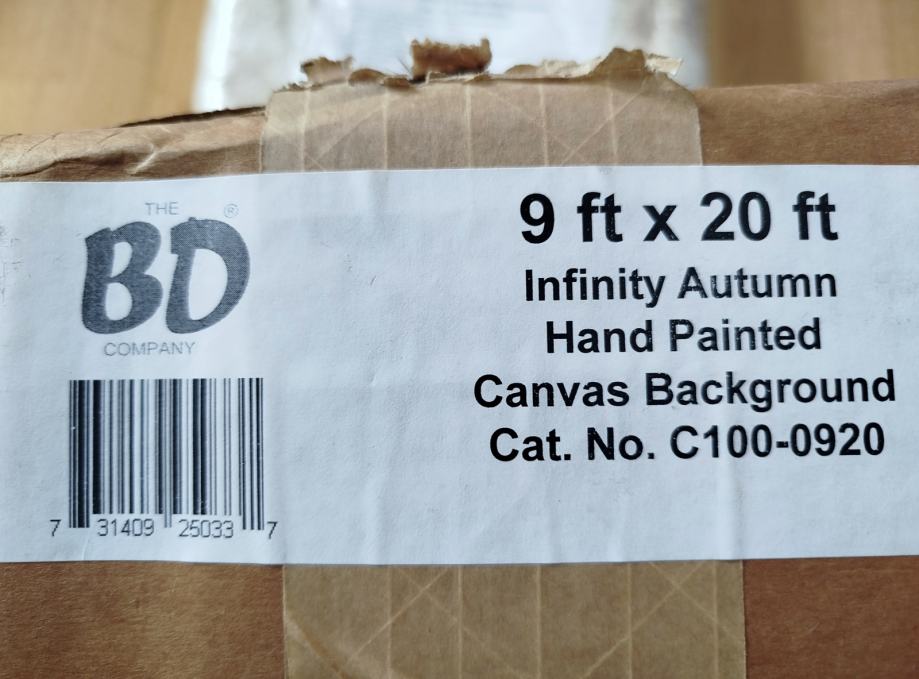 THE ®
BD
COMPANY
7 31409 25033 7
9 ft x 20 ft
Infinity Autumn
Hand Painted
Canvas Background
Cat. No. C100-0920